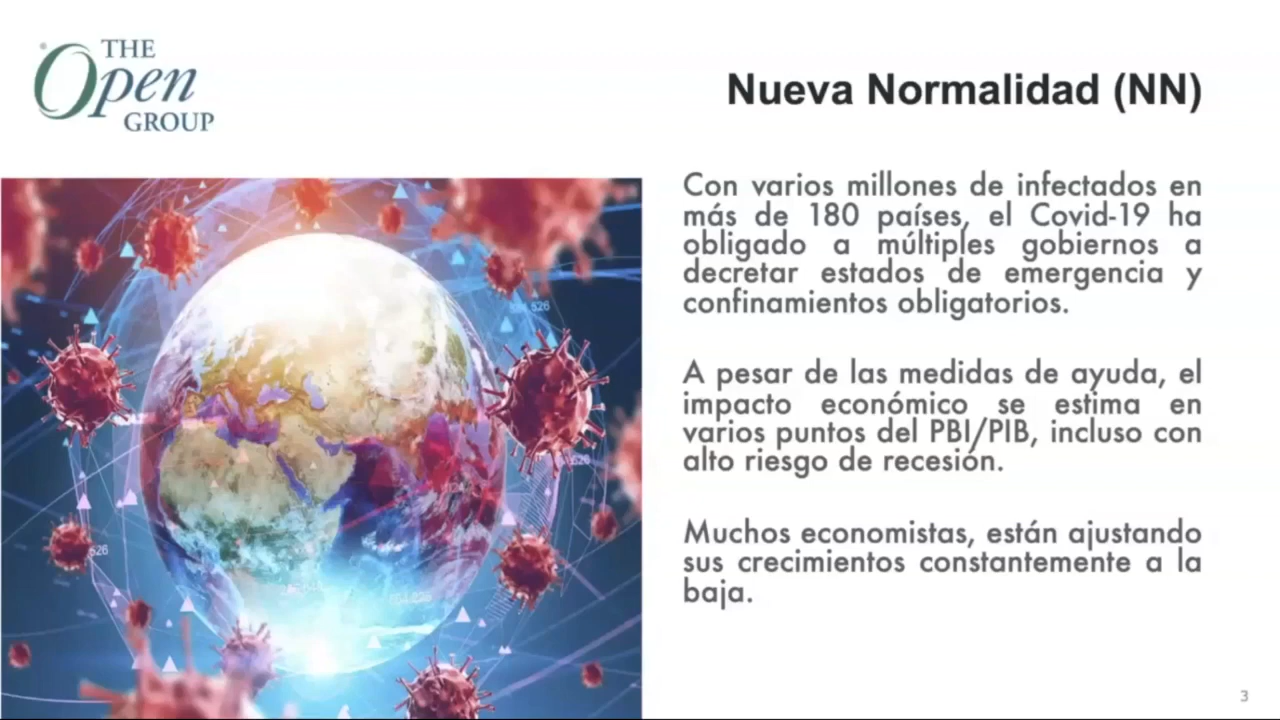 THE
Open
GROUP
Nueva Normalidad (NN)
Con varios millones de infectados en
más de 180 países, el Covid-19 ha
obligado a múltiples gobiernos a
decretar estados de emergencia y
confinamientos obligatorios.
A pesar de las medidas de ayuda, el
impacto económico se estima en
varios puntos del PBI/PIB, incluso con
alto riesgo de recesión.
Muchos economistas, están ajustando
sus crecimientos constantemente a la
baja.
3